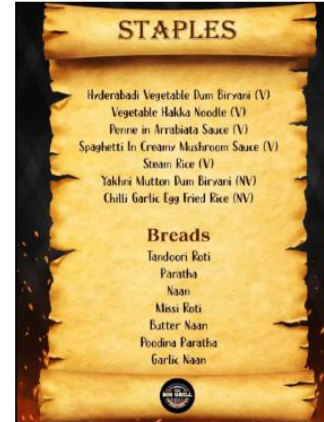 STAPLES
Hyderabadi Vegetable Dum Biryani (V)
Vegetable Hakka Noodle (V)
Penne in Arrabiata Sauce (V)
Spaghetti In Creamy Mushroom Sauce (V)
Steam Rice (V)
Yakhni Mutton Dum Biryani (NV)
Chilli Garlic Egg Fried Rice (NV)
Breads
Tandoori Roti
Paratha
Naan
Missi Roti
Butter Naan
Poodina Paratha
Garlic Naan
THE
BIG GRILL